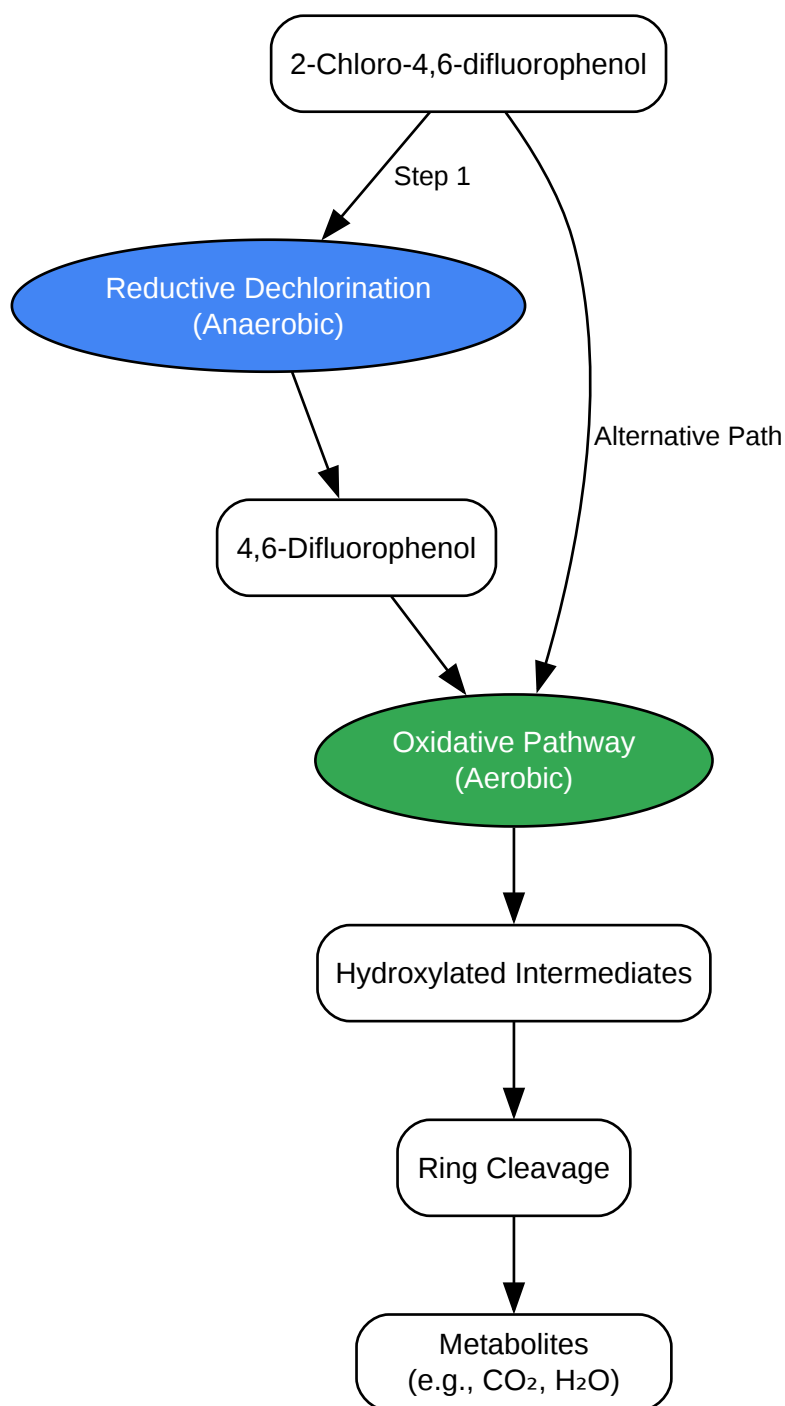 2-Chloro-4,6-difluorophenol
Step 1
Reductive Dechlorination
(Anaerobic)
Alternative Path
4,6-Difluorophenol
Oxidative Pathway
(Aerobic)
Hydroxylated Intermediates
Ring Cleavage
Metabolites
(e.g., CO₂, H₂O)